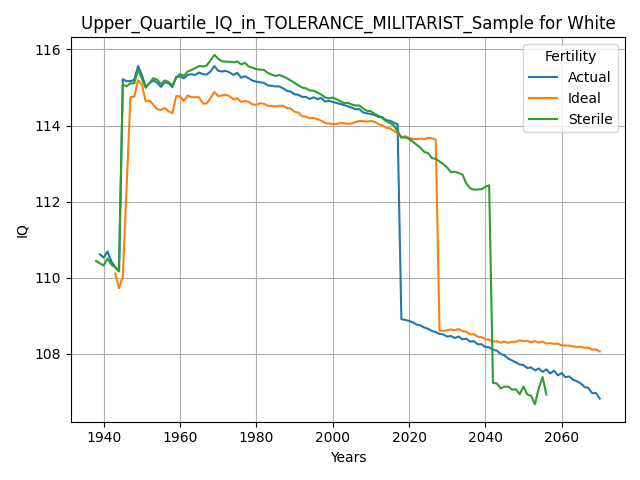 Upper_Quartile_IQ_in_TOLERANCE_MILITARIST_Sample for White
Fertility
Actual
Ideal
Sterile
IQ
116
114
112
110
108
1940
1960
1980
2000
2020
2040
2060
Years